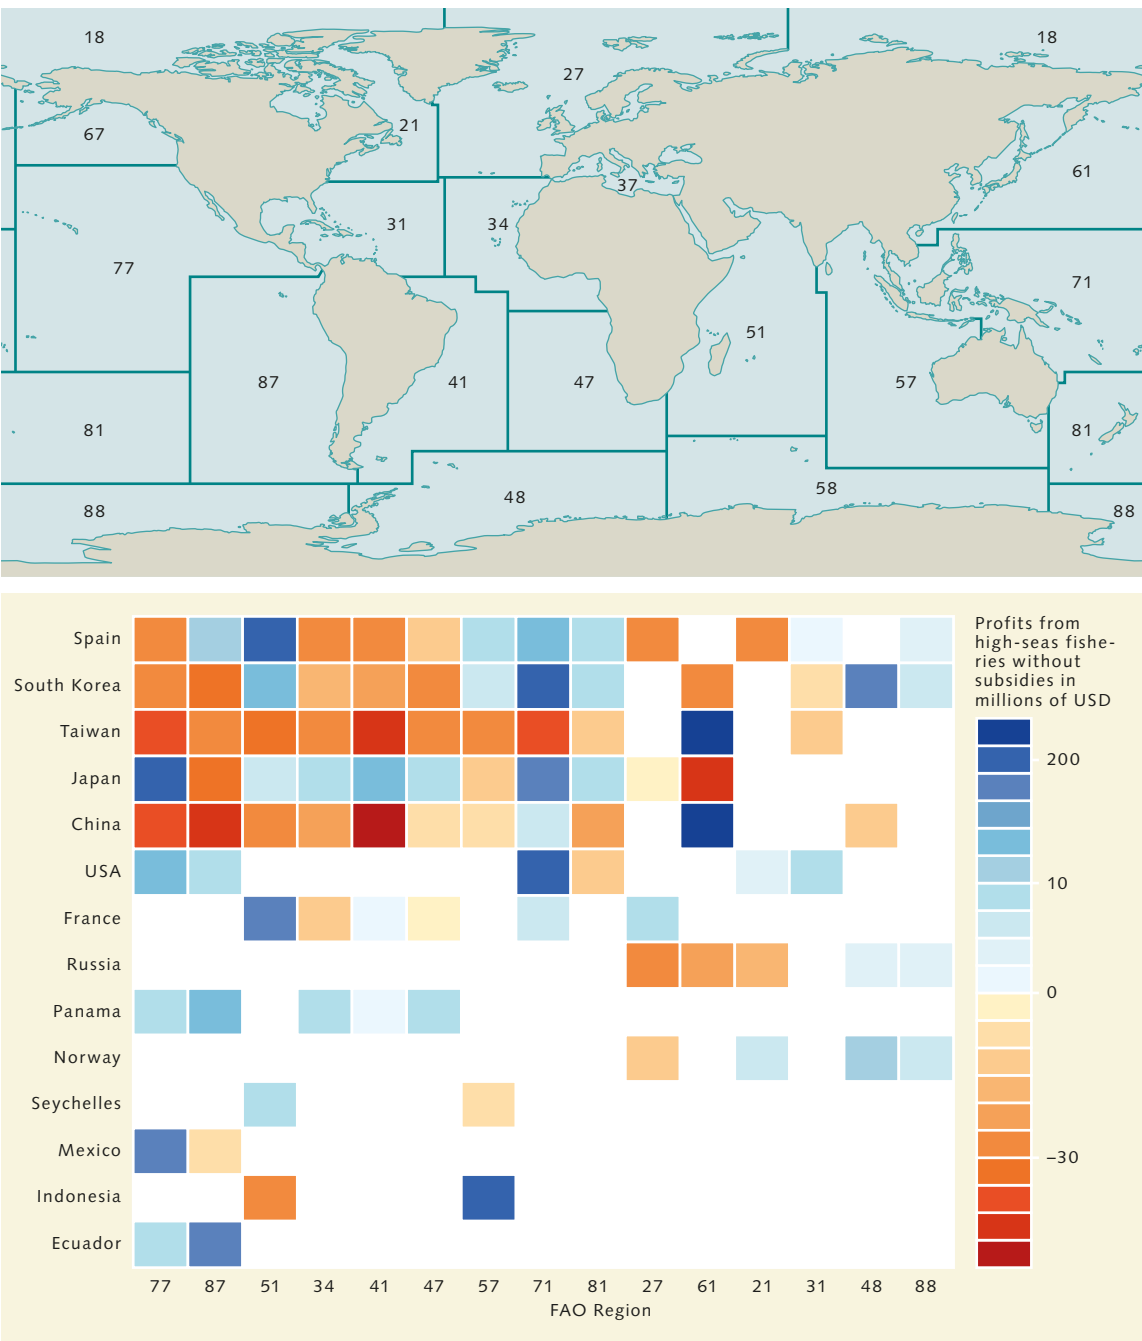 18
18
27
67
21
61
37
31
34
77
71
51
87
41
47
57
81
81
58
48
88
88
Profits from
high-seas fishe-
ries without
subsidies in
millions of USD
200
10
0
–30
Spain
South Korea
Taiwan
Japan
China
USA
France
Russia
Panama
Norway
Seychelles
Mexico
Indonesia
Ecuador
77 87 51 34 41 47 57 71 81 27 61 21 31 48 88
FAO Region